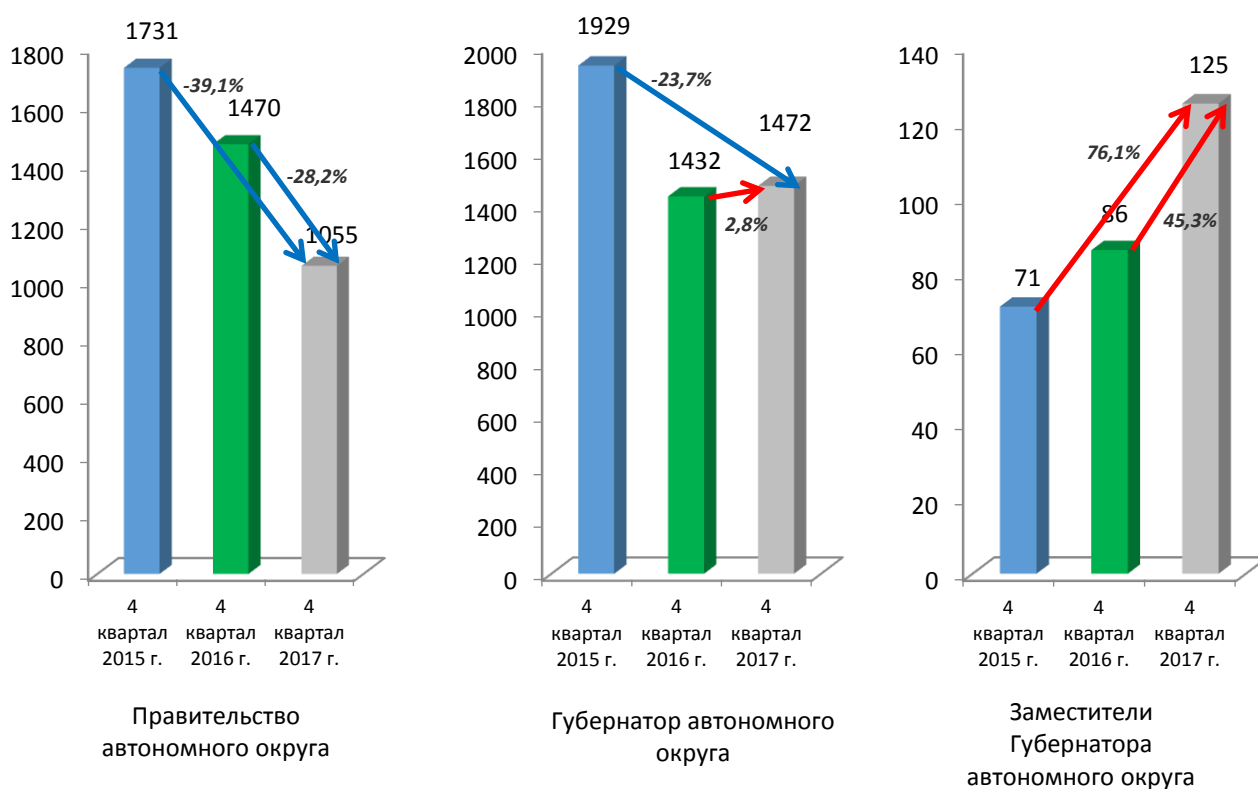 1731
1800
1600
1400
1200
1000
800
600
400
200
0
-39,1%
1470
-28,2%
1055
4
квартал
2015 г.
4
квартал
2016 г.
4
квартал
2017 г.
Правительство
автономного округа
1929
2000
1800
1600
1400
1200
1000
800
600
400
200
0
-23,7%
1432
1472
2,8%
4
квартал
2015 г.
4
квартал
2016 г.
4
квартал
2017 г.
Губернатор автономного
округа
140
120
100
80
60
40
20
0
125
76,1%
86
45,3%
71
4
квартал
2015 г.
4
квартал
2016 г.
4
квартал
2017 г.
Заместители
Губернатора
автономного округа